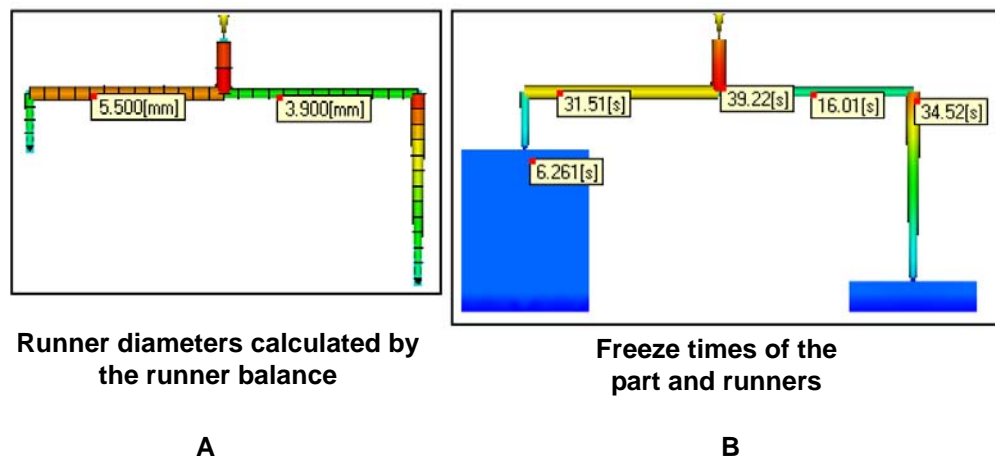 5.500[mm]
3.900[mm]
31.51[s]
39.22[s]
16.01[s]
34.52[s]
6.261[s]
Runner diameters calculated by
the runner balance
Freeze times of the
part and runners
A
B